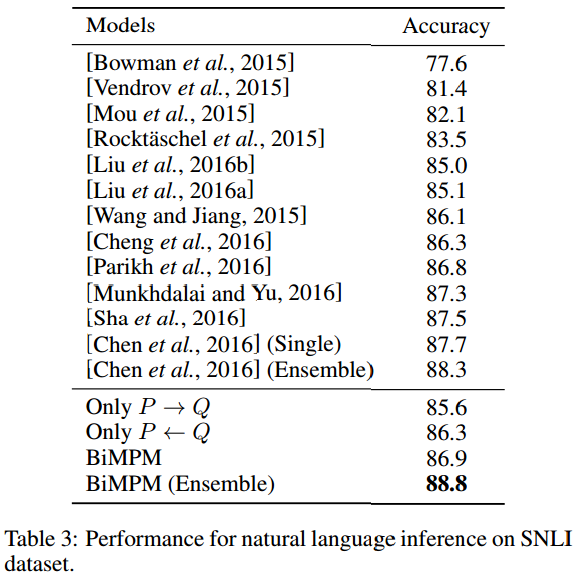 Models Accuracy
[Bowman et al., 2015] 77.6
[Vendrov et al., 2015] 81.4
[Mou et al., 2015] 82.1
[Rocktäschel et al., 2015] 83.5
[Liu et al., 2016b] 85.0
[Liu et al., 2016a] 85.1
[Wang and Jiang, 2015] 86.1
[Cheng et al., 2016] 86.3
[Parikh et al., 2016] 86.8
[Munkhdalai and Yu, 2016] 87.3
[Sha et al., 2016] 87.5
[Chen et al., 2016] (Single) 87.7
[Chen et al., 2016] (Ensemble) 88.3
Only P → Q 85.6
Only P ← Q 86.3
BiMPM 86.9
BiMPM (Ensemble) 88.8
Table 3: Performance for natural language inference on SNLI
dataset.